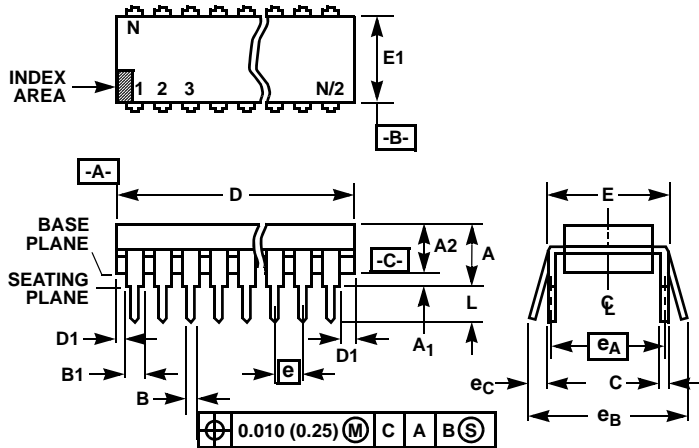 N
E1
INDEX
AREA
1 2 3 N/2
-B-
-A-
D
E
BASE
PLANE
A2
A
-C-
SEATING
PLANE
L
℄
D1
A1
D1
eA
B1
e
eC
C
B
eB
⌖ 0.010 (0.25) Ⓜ C A B Ⓢ